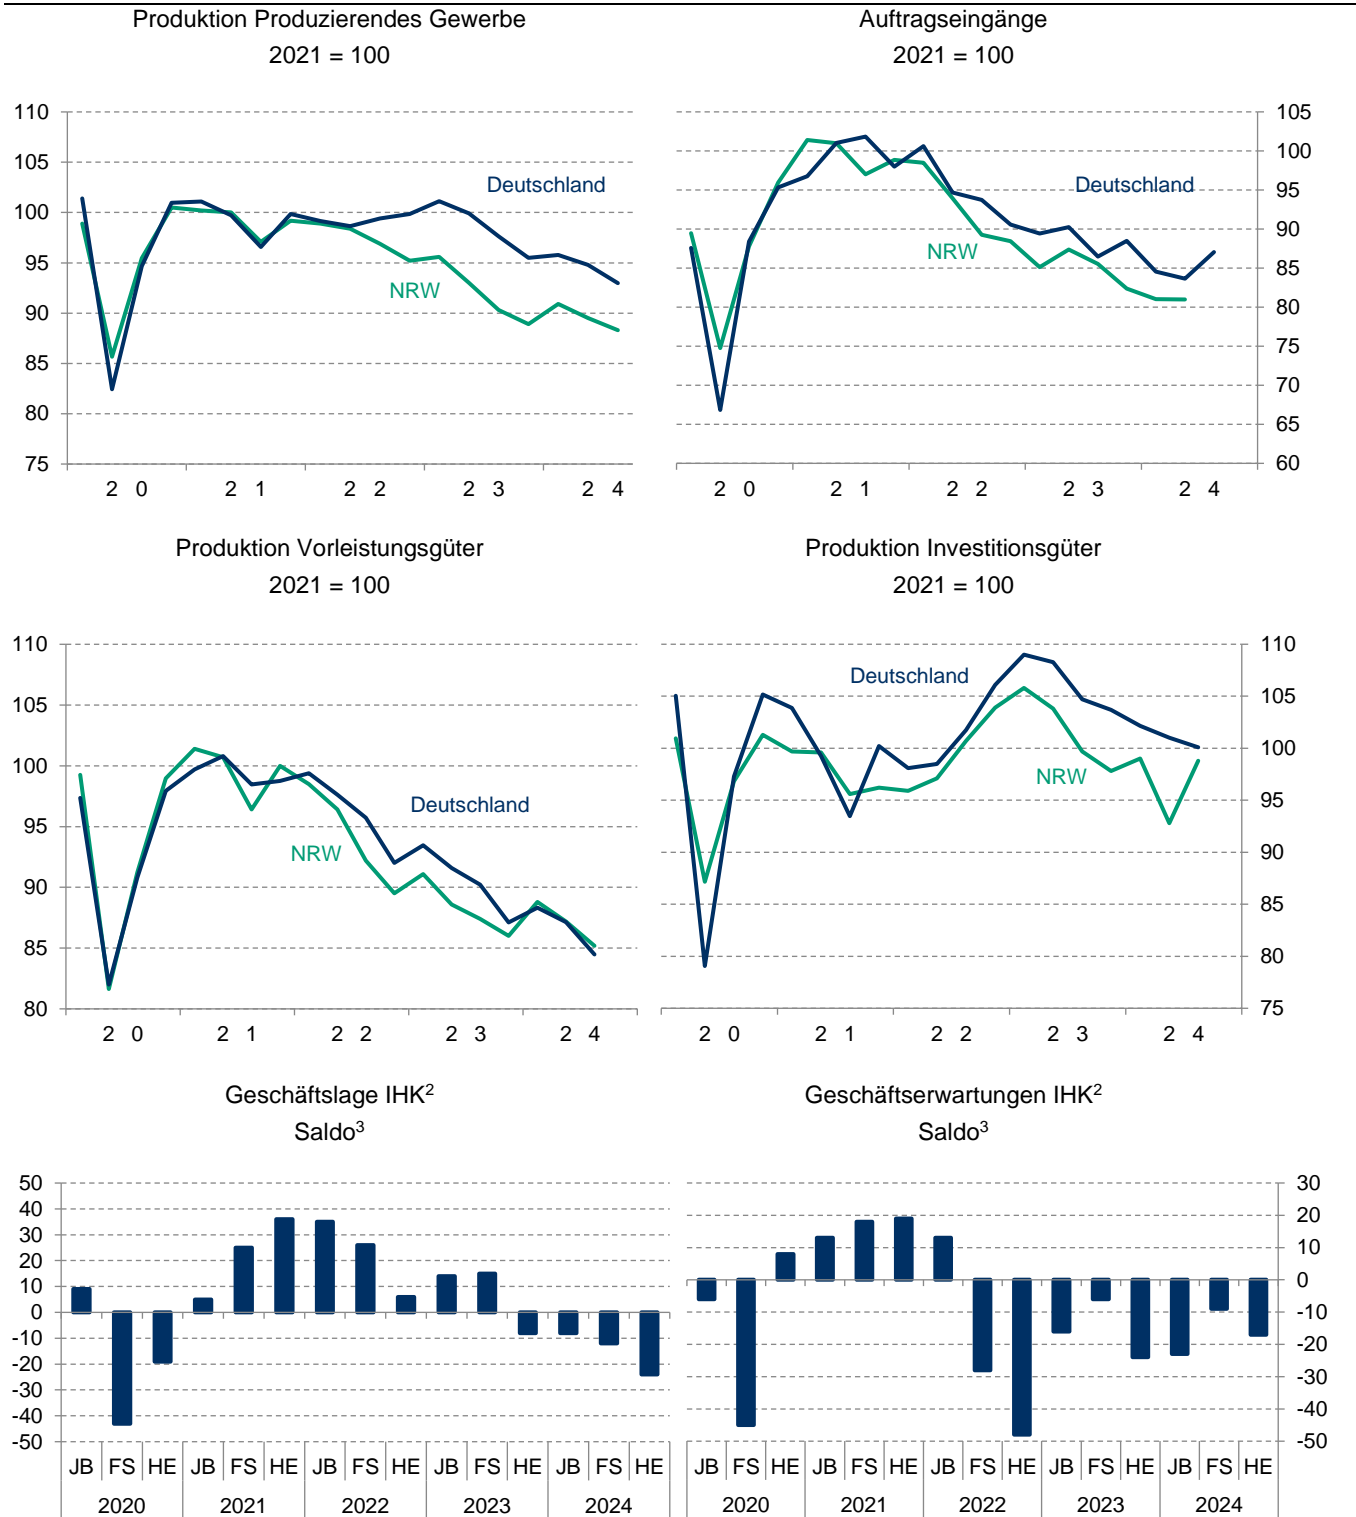 Produktion Produzierendes Gewerbe
2021 = 100
110
105
100
95
90
85
80
75
Deutschland
NRW
2 0 2 1 2 2 2 3 2 4
Auftragseingänge
2021 = 100
105
100
95
90
85
80
75
70
65
60
Deutschland
NRW
2 0 2 1 2 2 2 3 2 4
Produktion Vorleistungsgüter
2021 = 100
110
105
100
95
90
85
80
Deutschland
NRW
2 0 2 1 2 2 2 3 2 4
Produktion Investitionsgüter
2021 = 100
110
105
100
95
90
85
80
75
Deutschland
NRW
2 0 2 1 2 2 2 3 2 4
Geschäftslage IHK²
Saldo³
50
40
30
20
10
0
-10
-20
-30
-40
-50
JB FS HE JB FS HE JB FS HE JB FS HE JB FS HE
2020 2021 2022 2023 2024
Geschäftserwartungen IHK²
Saldo³
30
20
10
0
-10
-20
-30
-40
-50
JB FS HE JB FS HE JB FS HE JB FS HE JB FS HE
2020 2021 2022 2023 2024